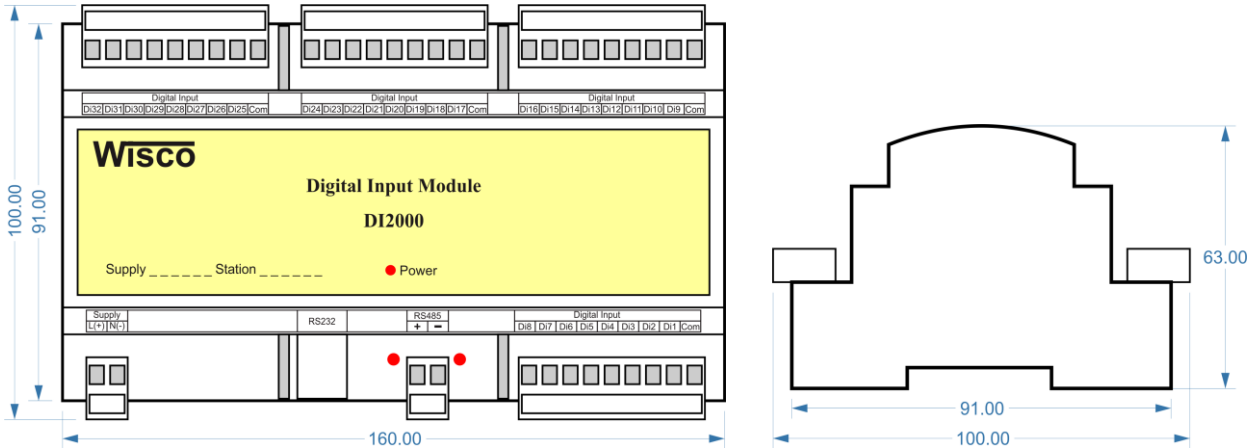 Digital Input Digital Input Digital Input
Di32 Di31 Di30 Di29 Di28 Di27 Di26 Di25 Com Di24 Di23 Di22 Di21 Di20 Di19 Di18 Di17 Com Di16 Di15 Di14 Di13 Di12 Di11 Di10 Di9 Com
WISCO
Digital Input Module
DI2000
Supply _ _ _ _ _ _ Station _ _ _ _ _ _ Power
100.00
91.00
63.00
Supply RS232 RS485 Digital Input
L(+) N(-) + − Di8 Di7 Di6 Di5 Di4 Di3 Di2 Di1 Com
160.00
91.00
100.00